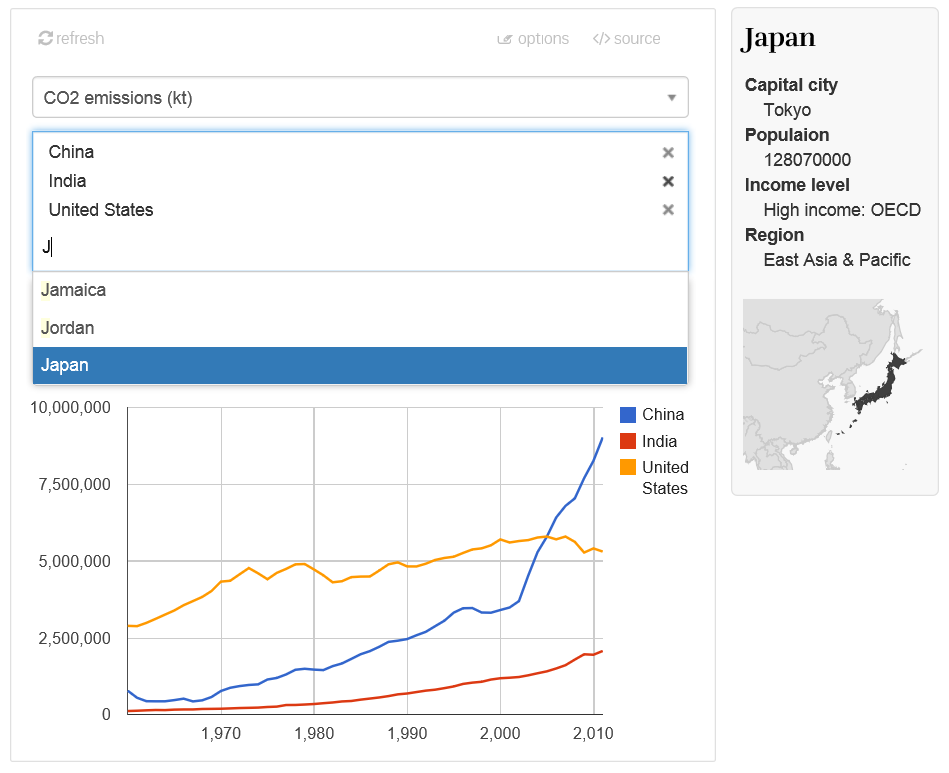 refresh
options
source
CO2 emissions (kt)
China
India
United States
J
Jamaica
Jordan
Japan
10,000,000
7,500,000
5,000,000
2,500,000
0
1,970
1,980
1,990
2,000
2,010
China
India
United
States
Japan
Capital city
Tokyo
Populaion
128070000
Income level
High income: OECD
Region
East Asia & Pacific